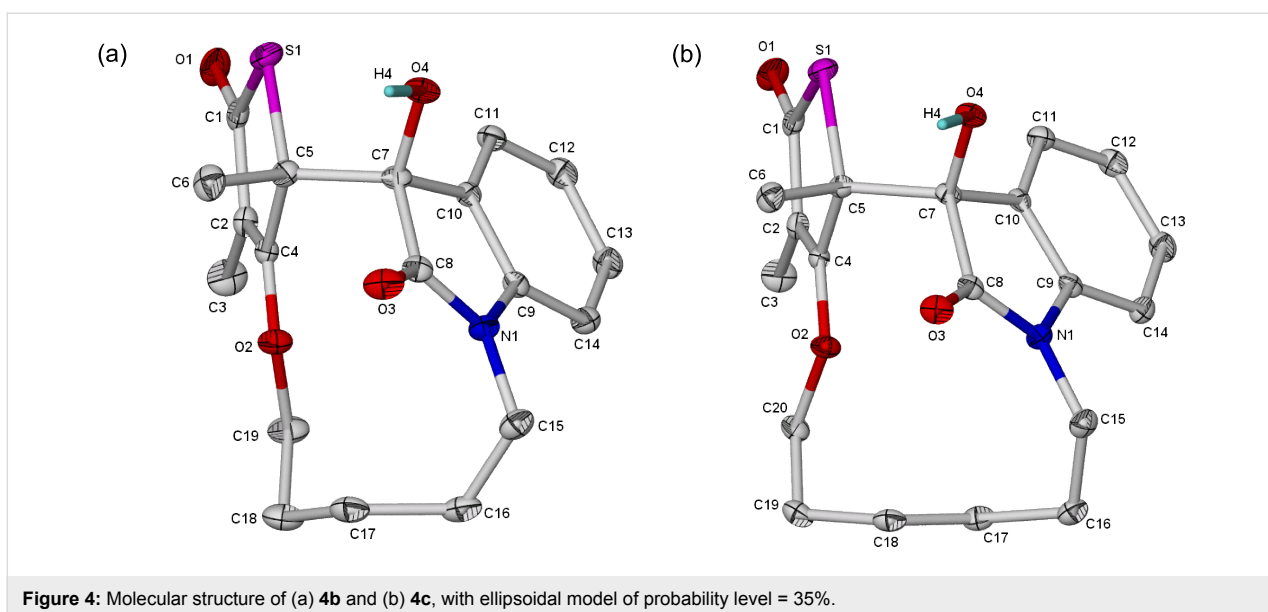 (a)
O1
S1
H4
O4
C1
C11
C12
C6
C5
C7
C10
C13
C2
C4
C8
C9
C3
O3
C14
O2
N1
C19
C15
C18
C17
C16
(b)
O1
S1
O4
H4
C11
C12
C1
C6
C5
C7
C10
C13
C2
C4
C8
C9
C3
O3
C14
O2
N1
C20
C15
C19
C18
C17
C16
Figure 4: Molecular structure of (a) 4b and (b) 4c, with ellipsoidal model of probability level = 35%.